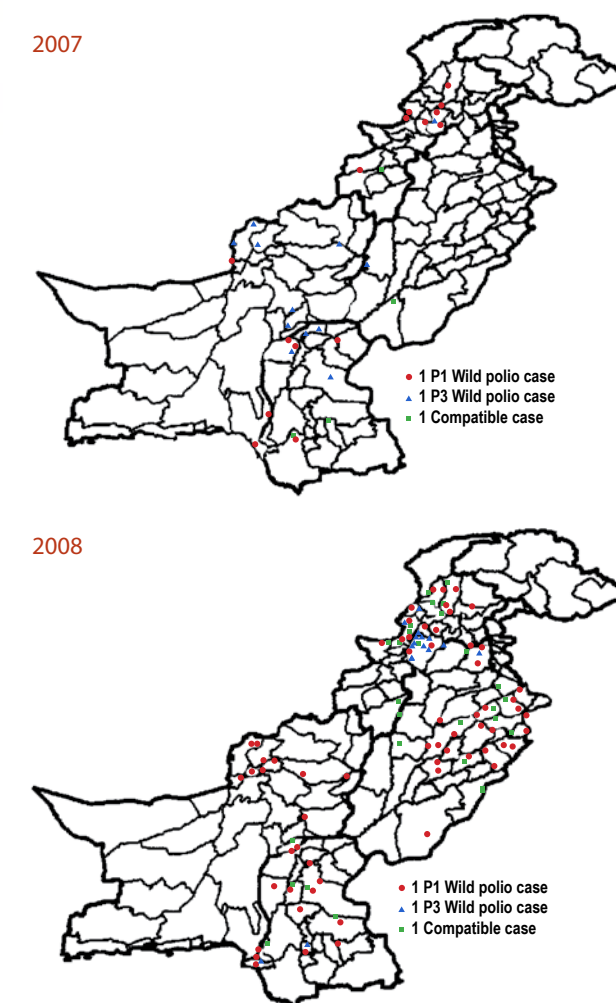 2007
1 P1 Wild polio case
1 P3 Wild polio case
1 Compatible case
2008
1 P1 Wild polio case
1 P3 Wild polio case
1 Compatible case